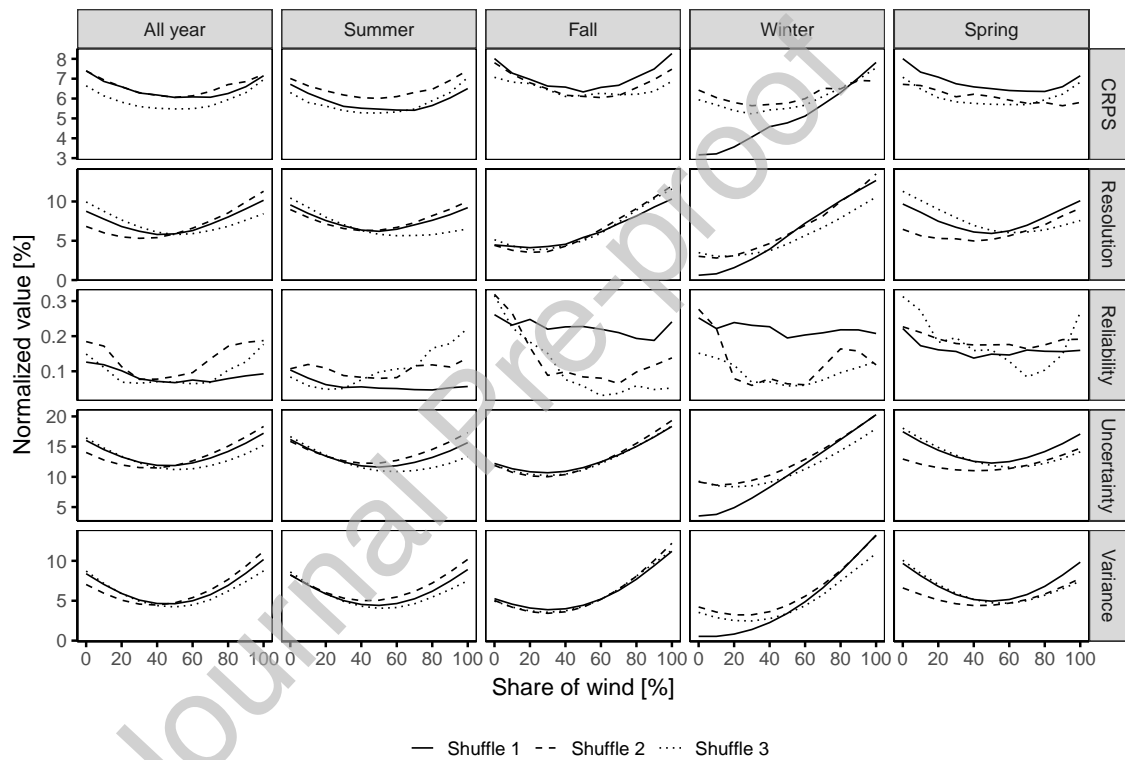 All year Summer Fall Winter Spring
8
7
6
5
4
3
CRPS
10
5
0
Resolution
0.3
0.2
0.1
Reliability
20
15
10
5
Uncertainty
10
5
0
Variance
Normalized value [%]
0 20 40 60 80 100 0 20 40 60 80 100 0 20 40 60 80 100 0 20 40 60 80 100 0 20 40 60 80 100
Share of wind [%]
Shuffle 1 Shuffle 2 Shuffle 3
Journal Pre-proof